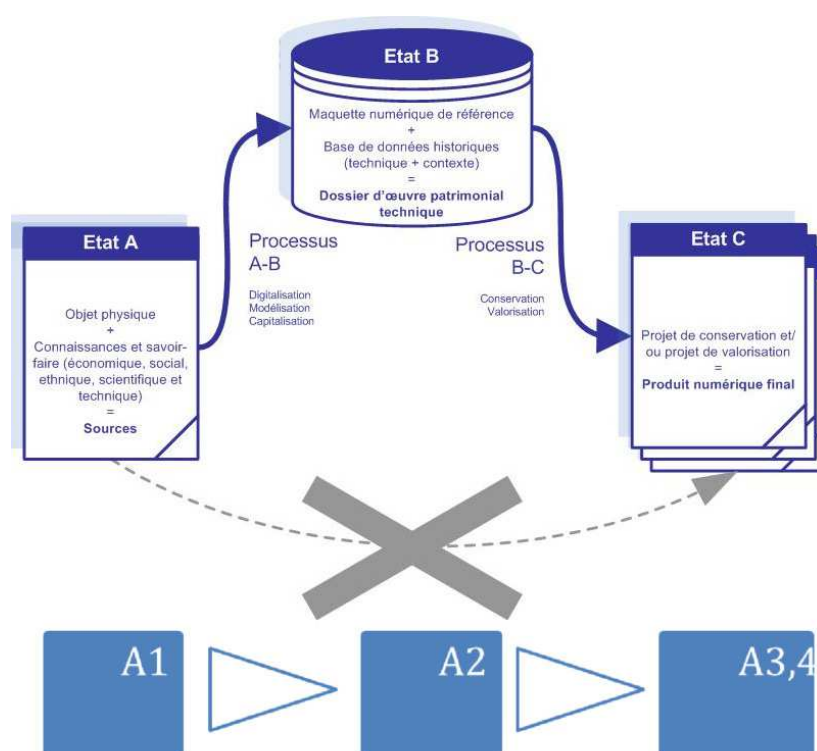 Etat B
Maquette numérique de référence
+
Base de données historiques
(technique + contexte)
=
Dossier d'œuvre patrimonial
technique
Etat A
Objet physique
+
Connaissances et savoir-
faire (économique, social,
ethnique, scientifique et
technique)
=
Sources
Processus
A-B
Digitalisation
Modélisation
Capitalisation
Processus
B-C
Conservation
Valorisation
Etat C
Projet de conservation et/
ou projet de valorisation
=
Produit numérique final
A1
A2
A3,4